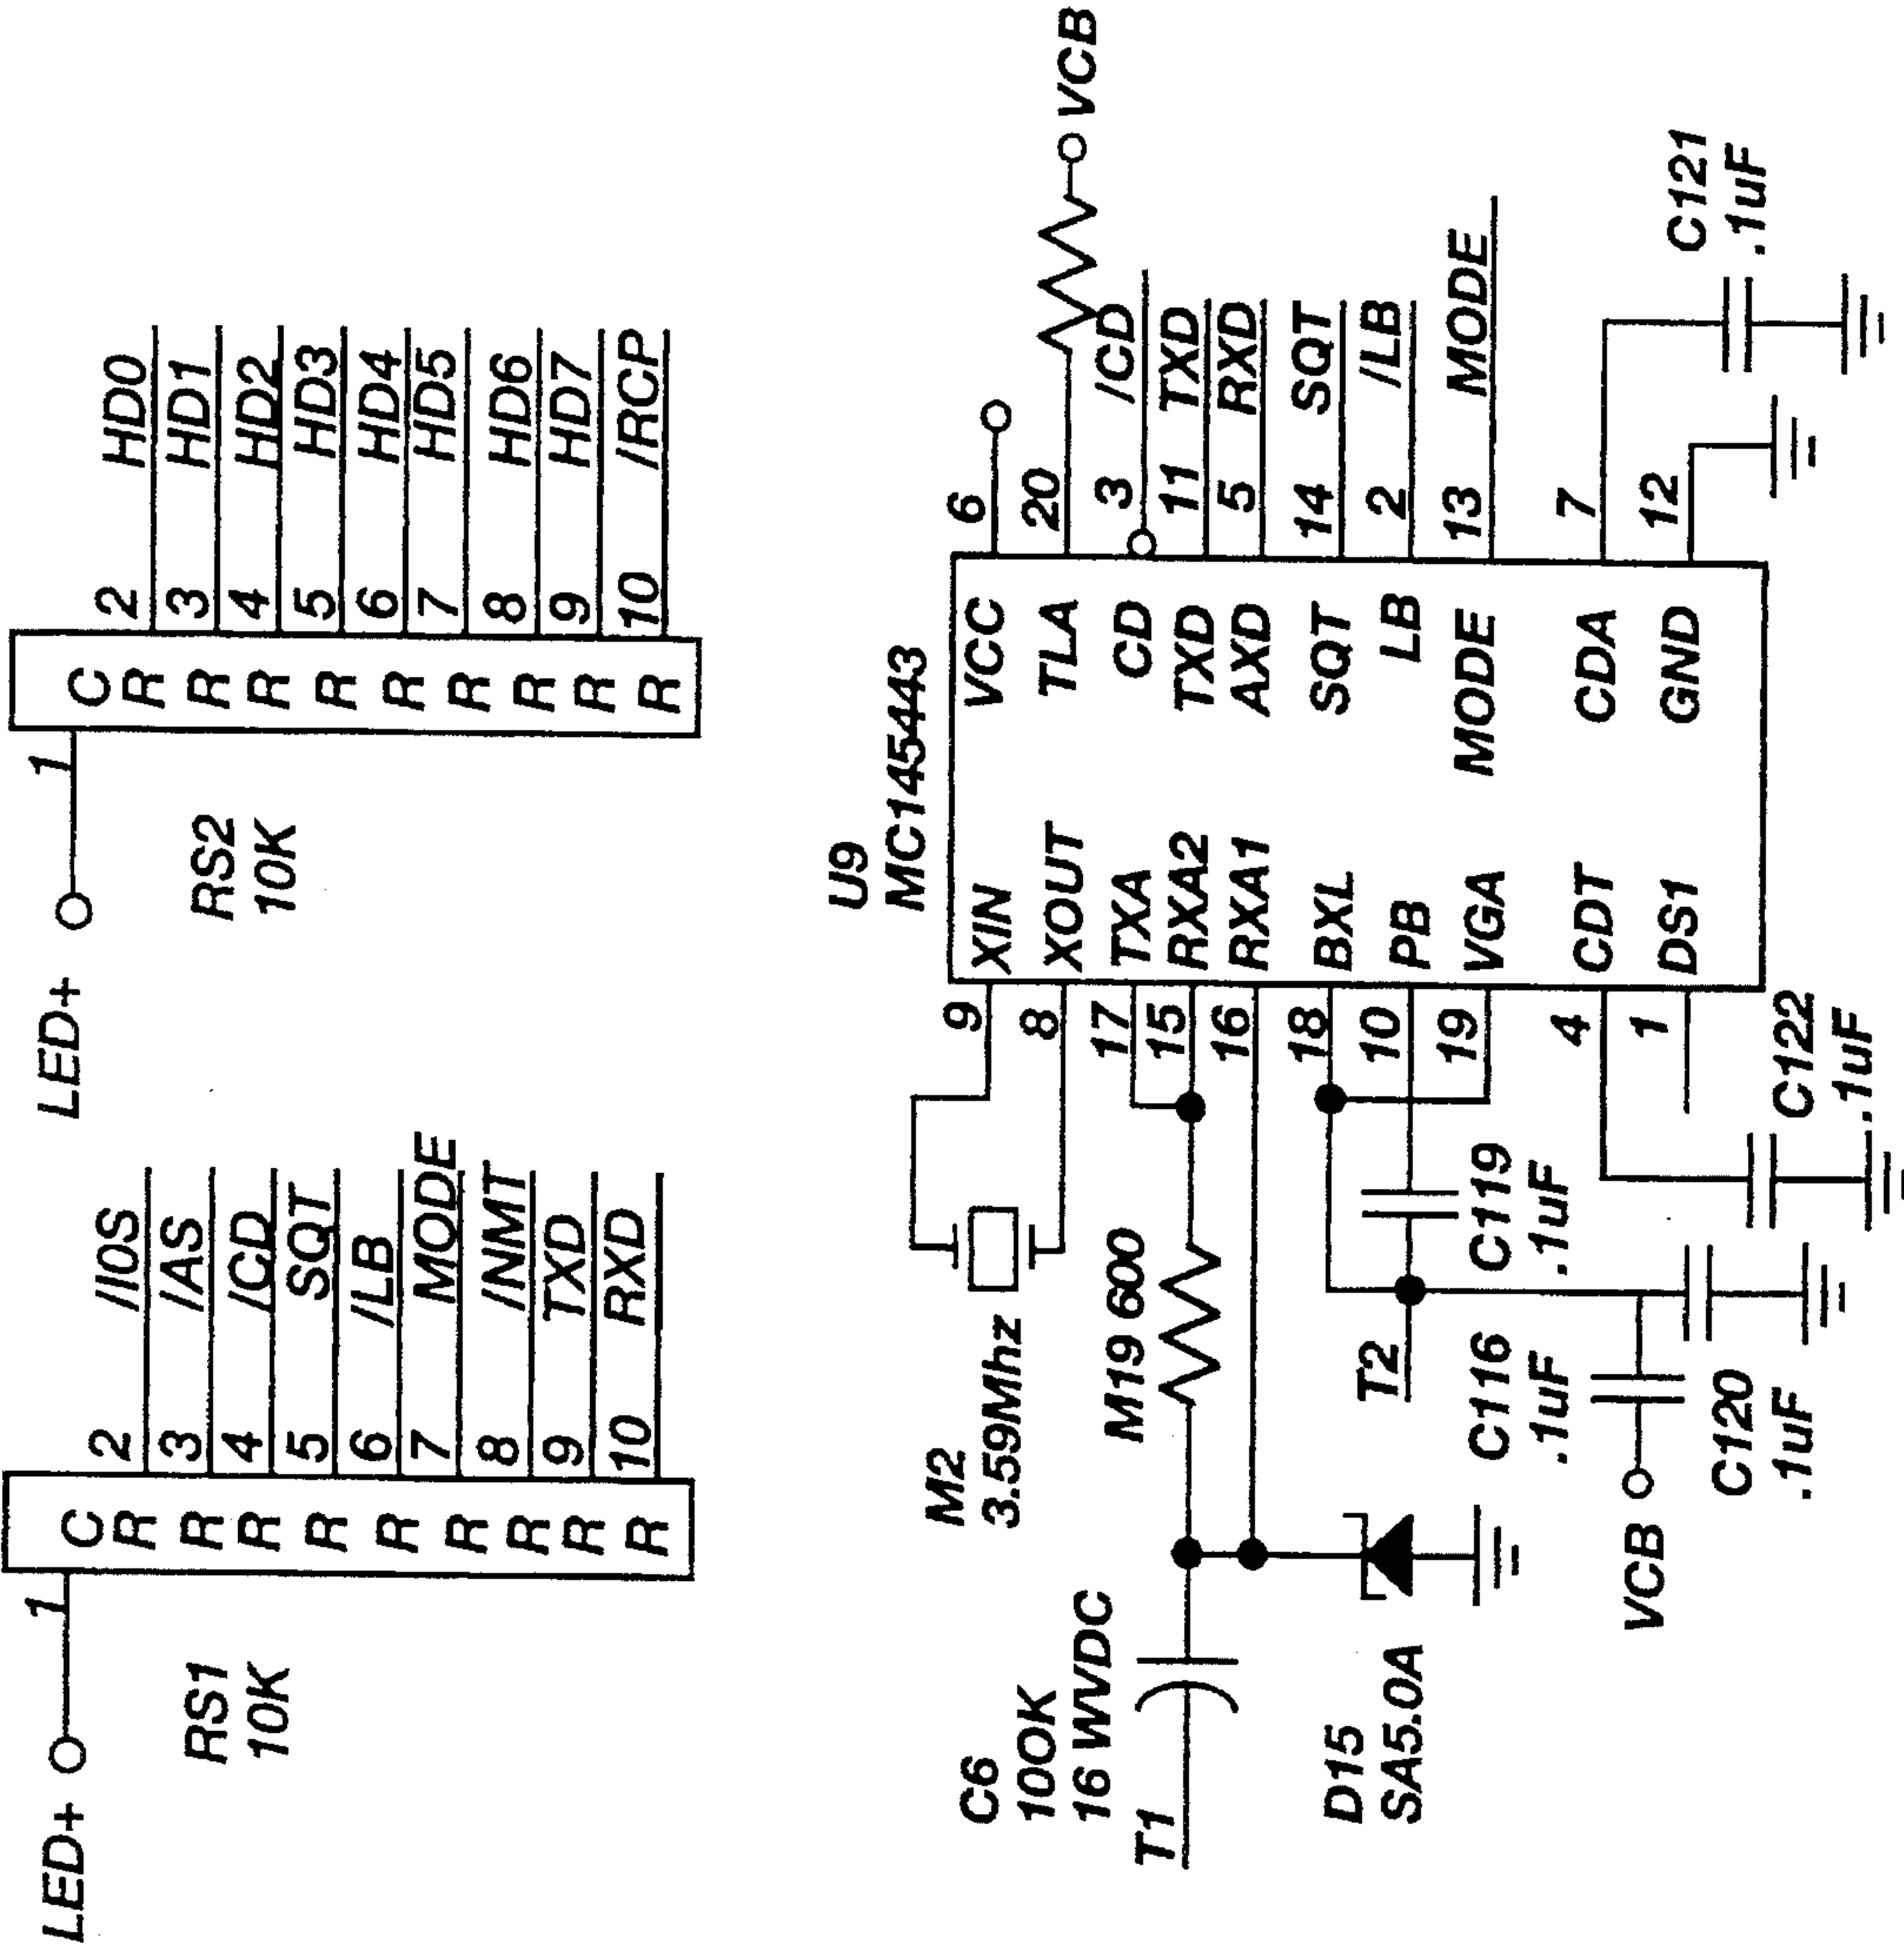 LED+
1
RS1
10K
C
R
R
R
R
R
R
R
R
R
2 /IOS
3 /AS
4 /CD
5 SQT
6 /LB
7 MODE
8 /NMT
9 TXD
10 RXD
LED+
1
RS2
10K
C
R
R
R
R
R
R
R
R
R
2 HD0
3 HD1
4 HD2
5 HD3
6 HD4
7 HD5
8 HD6
9 HD7
10 /RCP
U9
MC145443
XIN
XOUT
TXA
RXA2
RXA1
BXL
PB
VGA
CDT
DS1
VCC
TLA
CD
TXD
AXD
SQT
LB
MODE
CDA
GND
9
8
17
15
16
18
10
19
4
1
6
20
3 /CD
11 TXD
5 RXD
14 SQT
2 /LB
13 MODE
7
12
VCB
C121
.1uF
M2
3.59Mhz
M19 600
C6
100K
16 WVDC
T1
D15
SA5.0A
T2
C119
.1uF
C116
.1uF
VCB
C120
.1uF
C122
.1uF